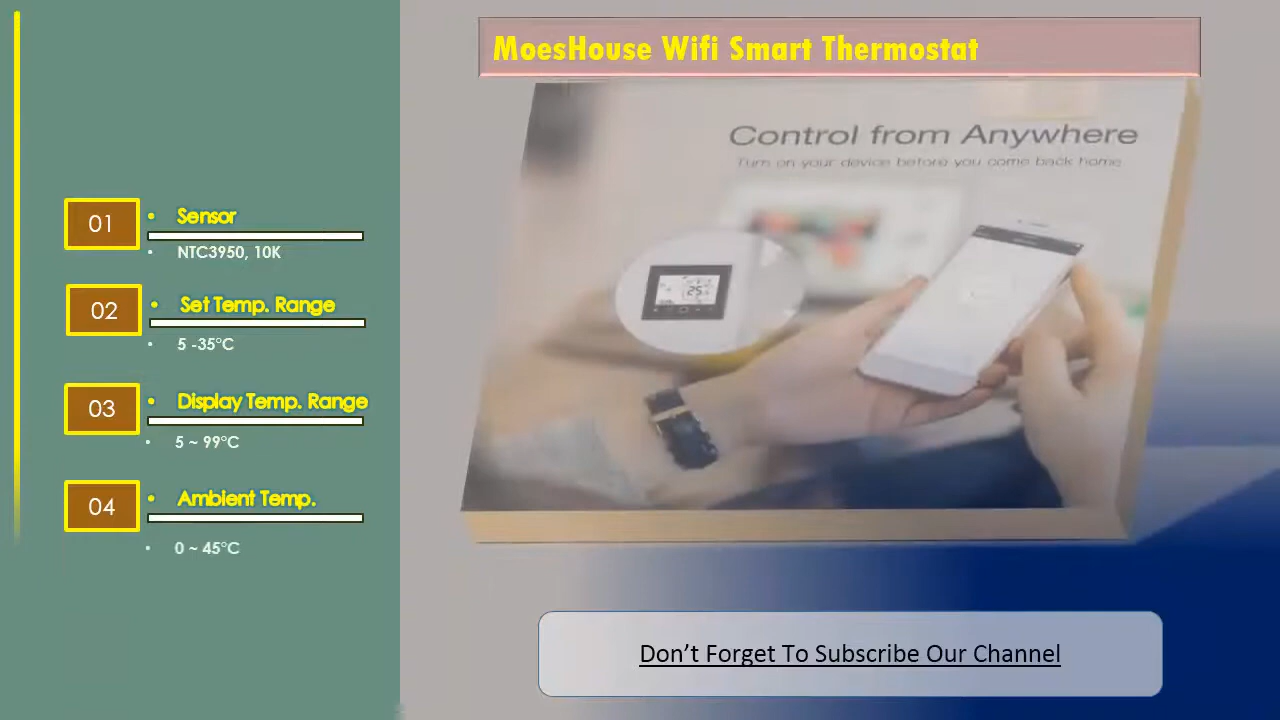 MoesHouse Wifi Smart Thermostat
Control from Anywhere
Turn on your device before you come back home
01
• Sensor
• NTC3950, 10K
02
• Set Temp. Range
• 5 -35°C
03
• Display Temp. Range
• 5 ~ 99°C
04
• Ambient Temp.
• 0 ~ 45°C
25
Don’t Forget To Subscribe Our Channel